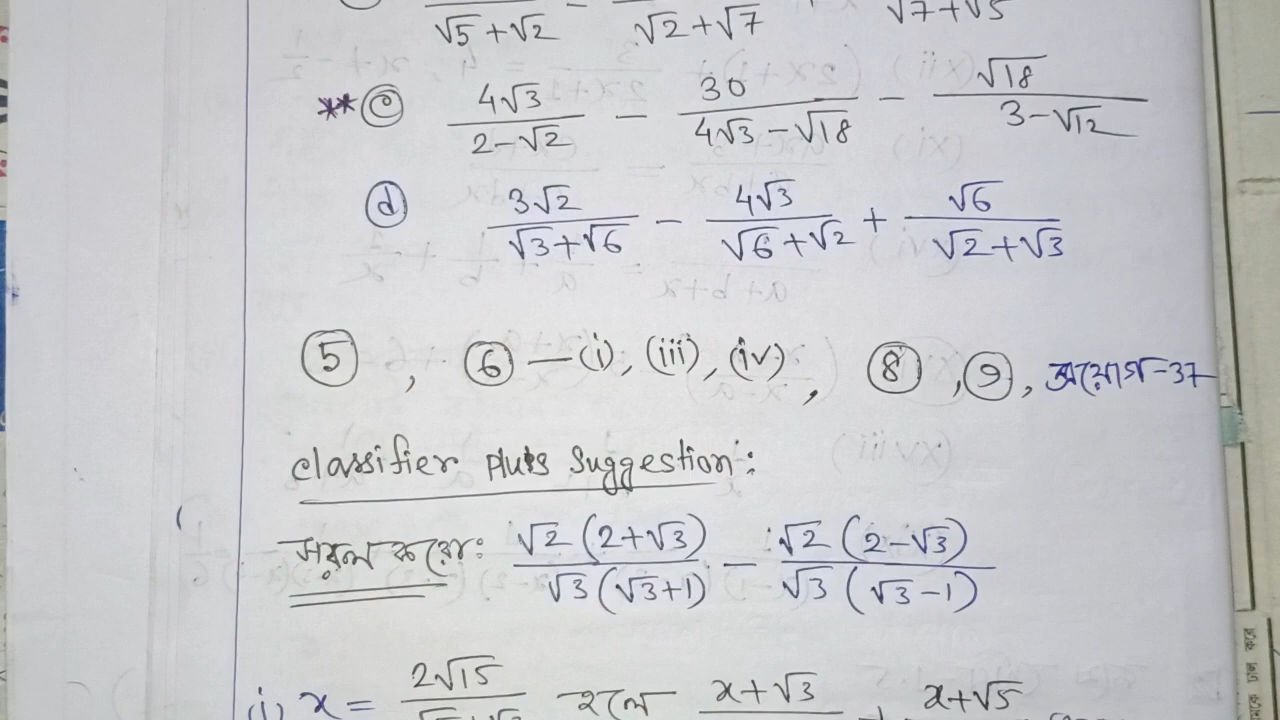 √5+√2 − √2+√7 √7+√5
**ⓒ 4√3/(2−√2) − 30/(4√3−√18) − √18/(3−√12)
ⓓ 3√2/(√3+√6) − 4√3/(√6+√2) + √6/(√2+√3)
⑤, ⑥—(i), (iii), (iv), ⑧, ⑨, প্রয়োগ-37
classifier plus suggestion:
সরল করো: √2(2+√3)/√3(√3+1) − √2(2−√3)/√3(√3−1)
(i) x = 2√15 হলে x+√3 + x+√5